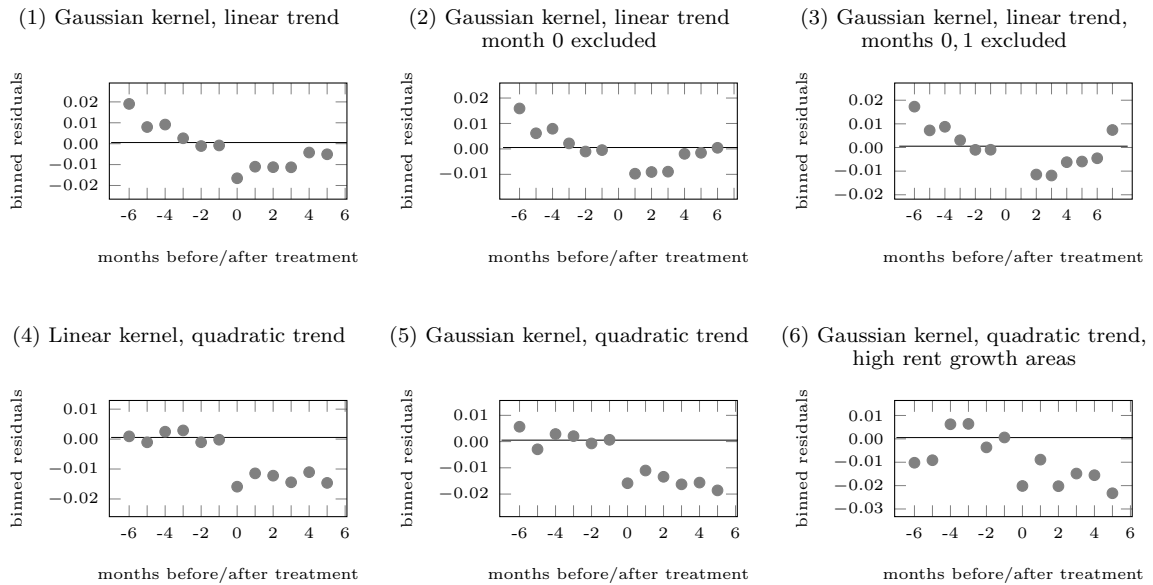 (1) Gaussian kernel, linear trend
binned residuals
0.02
0.01
0.00
−0.01
−0.02
-6 -4 -2 0 2 4 6
months before/after treatment
(2) Gaussian kernel, linear trend
month 0 excluded
binned residuals
0.02
0.01
0.00
−0.01
-6 -4 -2 0 2 4 6
months before/after treatment
(3) Gaussian kernel, linear trend,
months 0, 1 excluded
binned residuals
0.02
0.01
0.00
−0.01
−0.02
-6 -4 -2 0 2 4 6
months before/after treatment
(4) Linear kernel, quadratic trend
binned residuals
0.01
0.00
−0.01
−0.02
-6 -4 -2 0 2 4 6
months before/after treatment
(5) Gaussian kernel, quadratic trend
binned residuals
0.01
0.00
−0.01
−0.02
-6 -4 -2 0 2 4 6
months before/after treatment
(6) Gaussian kernel, quadratic trend,
high rent growth areas
binned residuals
0.01
0.00
−0.01
−0.02
−0.03
-6 -4 -2 0 2 4 6
months before/after treatment